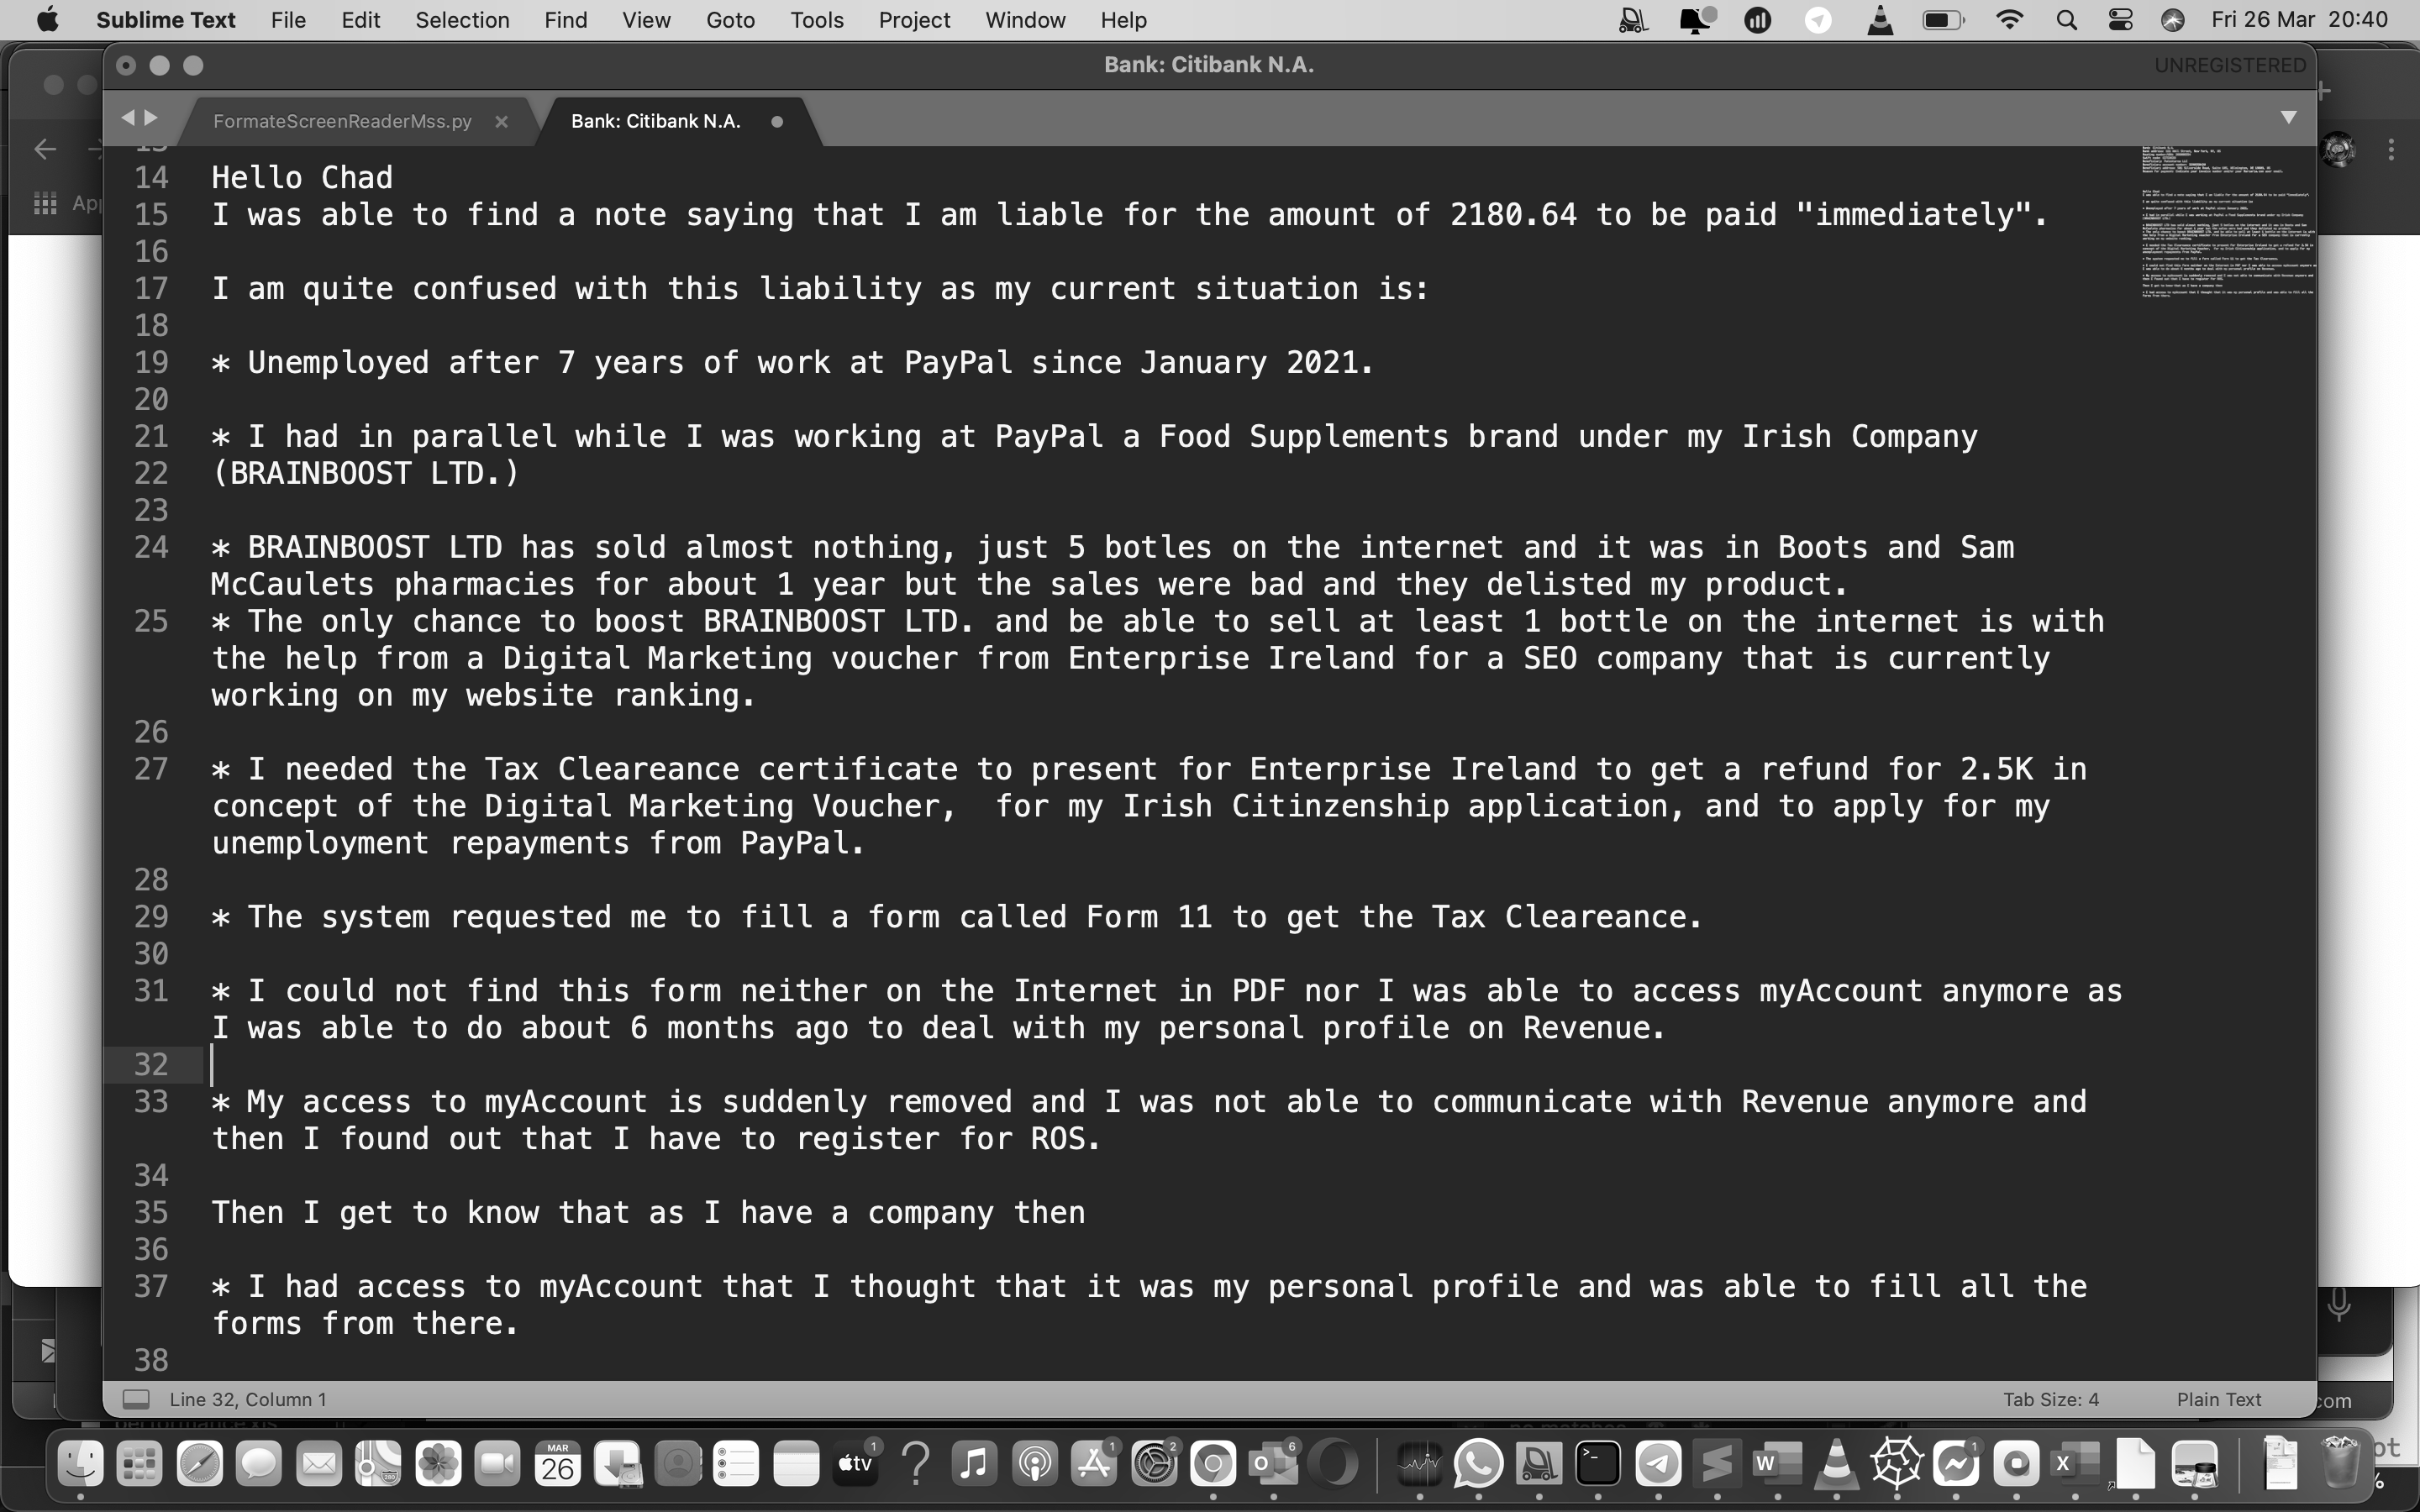 Sublime Text File Edit Selection Find View Goto Tools Project Window Help Fri 26 Mar 20:40
Bank: Citibank N.A. UNREGISTERED
FormateScreenReaderMss.py Bank: Citibank N.A.
14 Hello Chad
15 I was able to find a note saying that I am liable for the amount of 2180.64 to be paid "immediately".
16
17 I am quite confused with this liability as my current situation is:
18
19 * Unemployed after 7 years of work at PayPal since January 2021.
20
21 * I had in parallel while I was working at PayPal a Food Supplements brand under my Irish Company
22 (BRAINBOOST LTD.)
23
24 * BRAINBOOST LTD has sold almost nothing, just 5 botles on the internet and it was in Boots and Sam
McCaulets pharmacies for about 1 year but the sales were bad and they delisted my product.
25 * The only chance to boost BRAINBOOST LTD. and be able to sell at least 1 bottle on the internet is with
the help from a Digital Marketing voucher from Enterprise Ireland for a SEO company that is currently
working on my website ranking.
26
27 * I needed the Tax Cleareance certificate to present for Enterprise Ireland to get a refund for 2.5K in
concept of the Digital Marketing Voucher,  for my Irish Citinzenship application, and to apply for my
unemployment repayments from PayPal.
28
29 * The system requested me to fill a form called Form 11 to get the Tax Cleareance.
30
31 * I could not find this form neither on the Internet in PDF nor I was able to access myAccount anymore as
I was able to do about 6 months ago to deal with my personal profile on Revenue.
32
33 * My access to myAccount is suddenly removed and I was not able to communicate with Revenue anymore and
then I found out that I have to register for ROS.
34
35 Then I get to know that as I have a company then
36
37 * I had access to myAccount that I thought that it was my personal profile and was able to fill all the
forms from there.
38
Line 32, Column 1 Tab Size: 4 Plain Text
com
MAR
26
tv